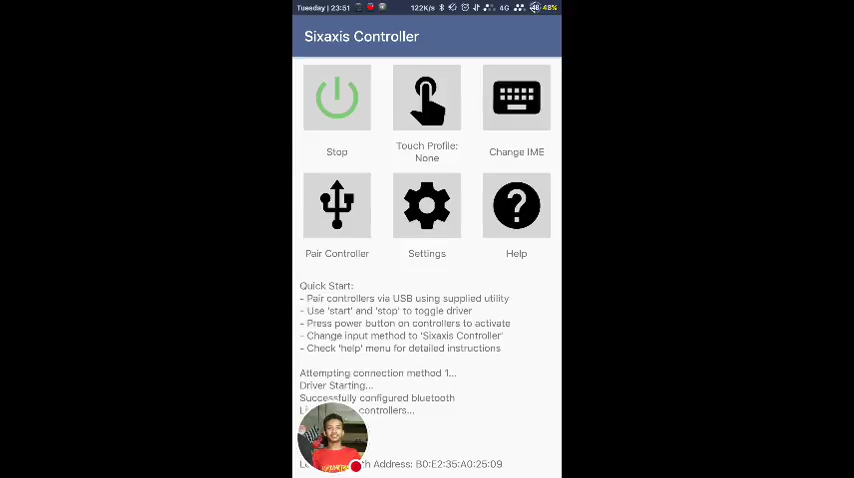 Tuesday | 23:51
122K/s 4G 48 48%
Sixaxis Controller
Stop
Touch Profile:
None
Change IME
Pair Controller
Settings
Help
Quick Start:
- Pair controllers via USB using supplied utility
- Use 'start' and 'stop' to toggle driver
- Press power button on controllers to activate
- Change input method to 'Sixaxis Controller'
- Check 'help' menu for detailed instructions
Attempting connection method 1...
Driver Starting...
Successfully configured bluetooth
controllers...
Address: B0:E2:35:A0:25:09